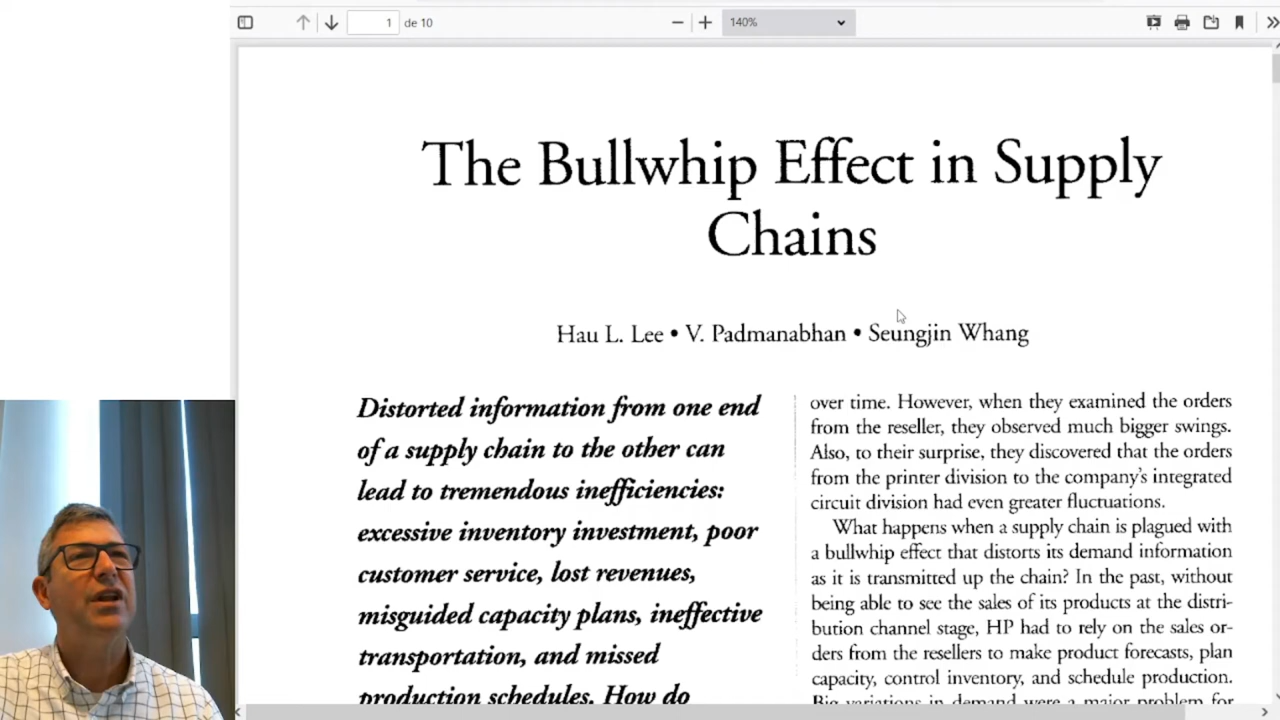 1 de 10 140%
The Bullwhip Effect in Supply
Chains
Hau L. Lee • V. Padmanabhan • Seungjin Whang
Distorted information from one end
of a supply chain to the other can
lead to tremendous inefficiencies:
excessive inventory investment, poor
customer service, lost revenues,
misguided capacity plans, ineffective
transportation, and missed
production schedules. How do
over time. However, when they examined the orders
from the reseller, they observed much bigger swings.
Also, to their surprise, they discovered that the orders
from the printer division to the company's integrated
circuit division had even greater fluctuations.
What happens when a supply chain is plagued with
a bullwhip effect that distorts its demand information
as it is transmitted up the chain? In the past, without
being able to see the sales of its products at the distri-
bution channel stage, HP had to rely on the sales or-
ders from the resellers to make product forecasts, plan
capacity, control inventory, and schedule production.
Big variations in demand were a major problem for